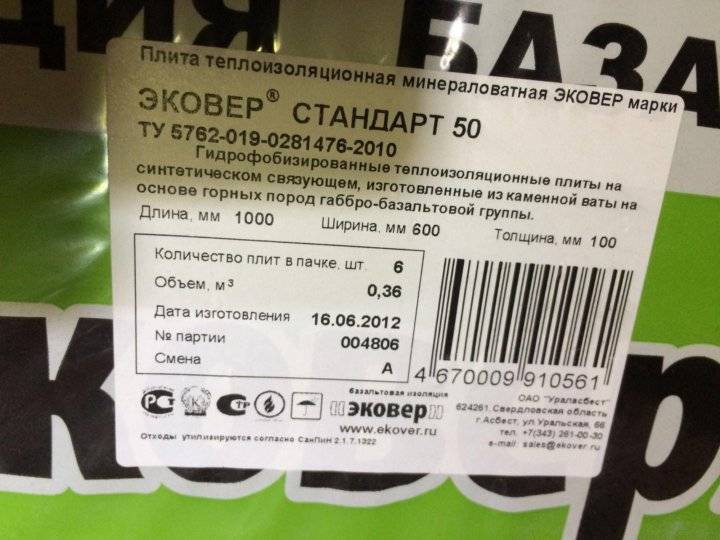 ЦИЯ БАЗА
Плита теплоизоляционная минераловатная ЭКОВЕР марки
ЭКОВЕР® СТАНДАРТ 50
ТУ 5762-019-0281476-2010
Гидрофобизированные теплоизоляционные плиты на
синтетическом связующем, изготовленные из каменной ваты на
основе горных пород габбро-базальтовой группы.
Длина, мм 1000 Ширина, мм 600 Толщина, мм 100
Количество плит в пачке, шт. 6
Объем, м³ 0,36
Дата изготовления 16.06.2012
№ партии 004806
Смена А
4 670009 910561
РСТ К СТР
базальтовая изоляция
эковер
www.ekover.ru
ОАО "Ураласбест"
624261.Свердловская область
г.Асбест, ул.Уральская, 66
тел. +7(343) 261-00-30
e-mail sales@ekover.ru
Отходы утилизируются согласно СанПиН 2.1.7.1322
ковер